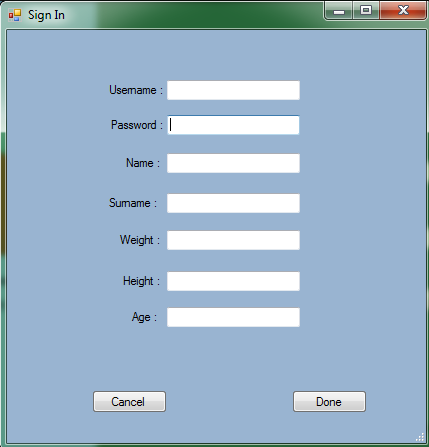 Sign In
Username :
Password :
Name :
Surname :
Weight :
Height :
Age :
Cancel Done